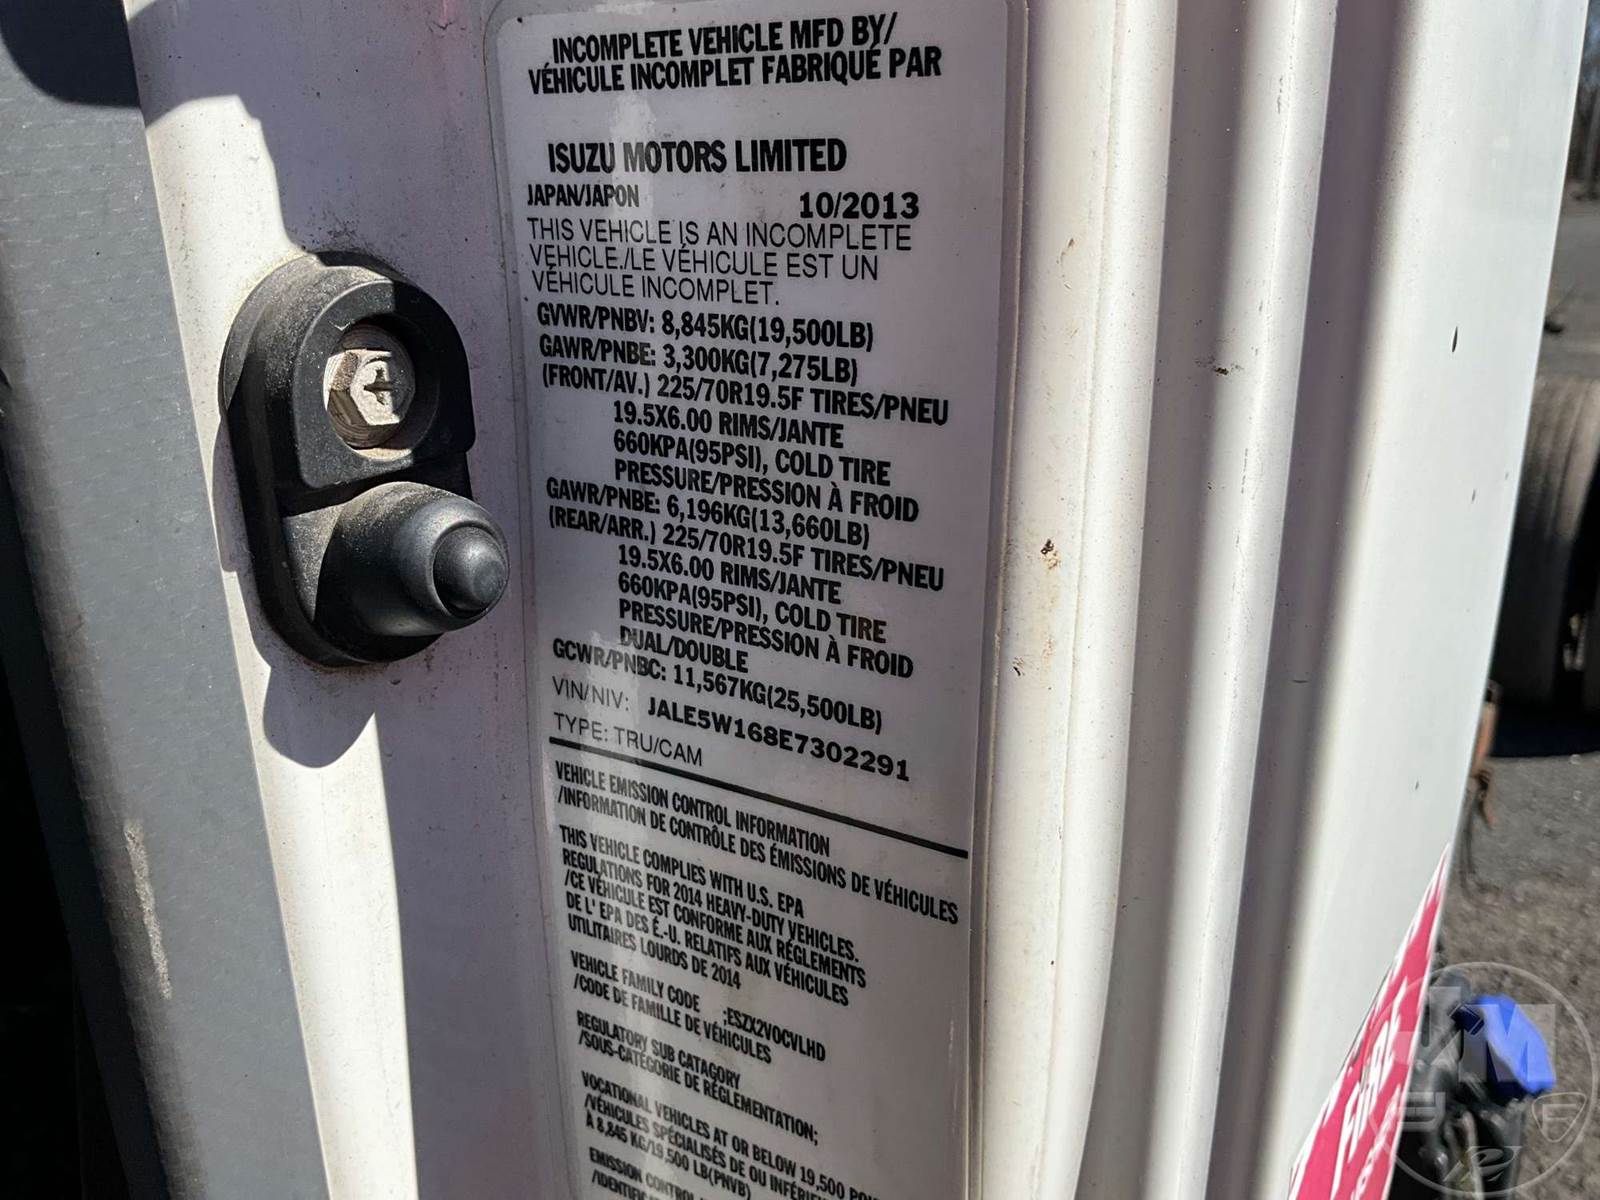 INCOMPLETE VEHICLE MFD BY/
VÉHICULE INCOMPLET FABRIQUÉ PAR
ISUZU MOTORS LIMITED
JAPAN/JAPON 10/2013
THIS VEHICLE IS AN INCOMPLETE
VEHICLE./LE VÉHICULE EST UN
VÉHICULE INCOMPLET.
GVWR/PNBV: 8,845KG(19,500LB)
GAWR/PNBE: 3,300KG(7,275LB)
(FRONT/AV.) 225/70R19.5F TIRES/PNEU
19.5X6.00 RIMS/JANTE
660KPA(95PSI), COLD TIRE
PRESSURE/PRESSION À FROID
GAWR/PNBE: 6,196KG(13,660LB)
(REAR/ARR.) 225/70R19.5F TIRES/PNEU
19.5X6.00 RIMS/JANTE
660KPA(95PSI), COLD TIRE
PRESSURE/PRESSION À FROID
DUAL/DOUBLE
GCWR/PNBC: 11,567KG(25,500LB)
VIN/NIV: JALE5W168E7302291
TYPE: TRU/CAM
VEHICLE EMISSION CONTROL INFORMATION
/INFORMATION DE CONTRÔLE DES ÉMISSIONS DE VÉHICULES
THIS VEHICLE COMPLIES WITH U.S. EPA
REGULATIONS FOR 2014 HEAVY-DUTY VEHICLES.
/CE VÉHICULE EST CONFORME AUX RÉGLEMENTS
DE L' EPA DES É.-U. RELATIFS AUX VÉHICULES
UTILITAIRES LOURDS DE 2014
VEHICLE FAMILY CODE ;ESZX2VOCVLHD
/CODE DE FAMILLE DE VÉHICULES
REGULATORY SUB CATAGORY
/SOUS-CATÉGORIE DE RÉGLEMENTATION;
VOCATIONAL VEHICLES AT OR BELOW 19,500
/VÉHICULES SPÉCIALISÉS DE OU
À 8,845 KG/19,500 LB(PNVB)
EMISSION CONTROL